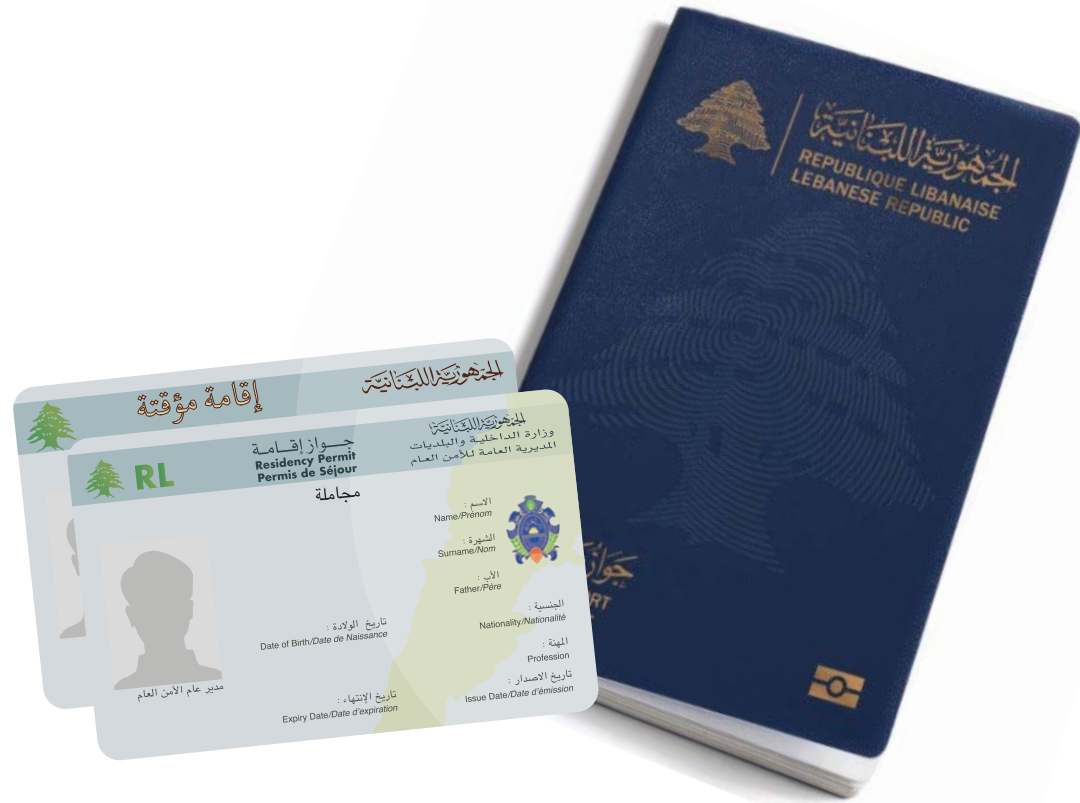 الجمهورية اللبنانية
REPUBLIQUE LIBANAISE
LEBANESE REPUBLIC
جواز
RT
إقامة مؤقتة
الجمهورية اللبنانية
الجمهورية اللبنانية
وزارة الداخلية والبلديات
المديرية العامة للأمن العام
RL
جواز إقامة
Residency Permit
Permis de Séjour
مجاملة
الاسم :
Name/Prénom
الشهرة :
Surname/Nom
الأب :
Father/Père
الجنسية :
Nationality/Nationalité
تاريخ الولادة :
Date of Birth/Date de Naissance
المهنة :
Profession
تاريخ الاصدار :
Issue Date/Date d'émission
تاريخ الإنتهاء :
Expiry Date/Date d'expiration
مدير عام الأمن العام